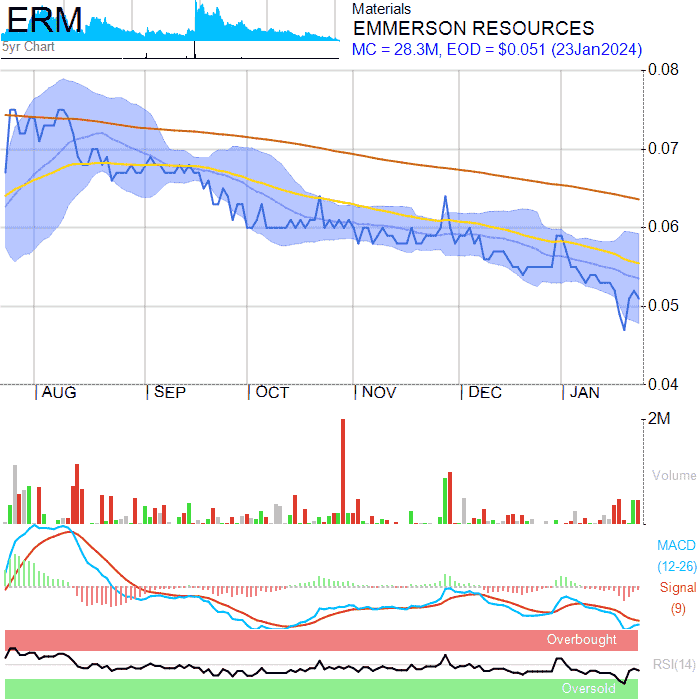 ERM
5yr Chart
Materials
EMMERSON RESOURCES
MC = 28.3M, EOD = $0.051 (23Jan2024)
0.08
0.07
0.06
0.05
0.04
AUG SEP OCT NOV DEC JAN
2M
Volume
MACD
(12-26)
Signal
(9)
Overbought
RSI(14)
Oversold